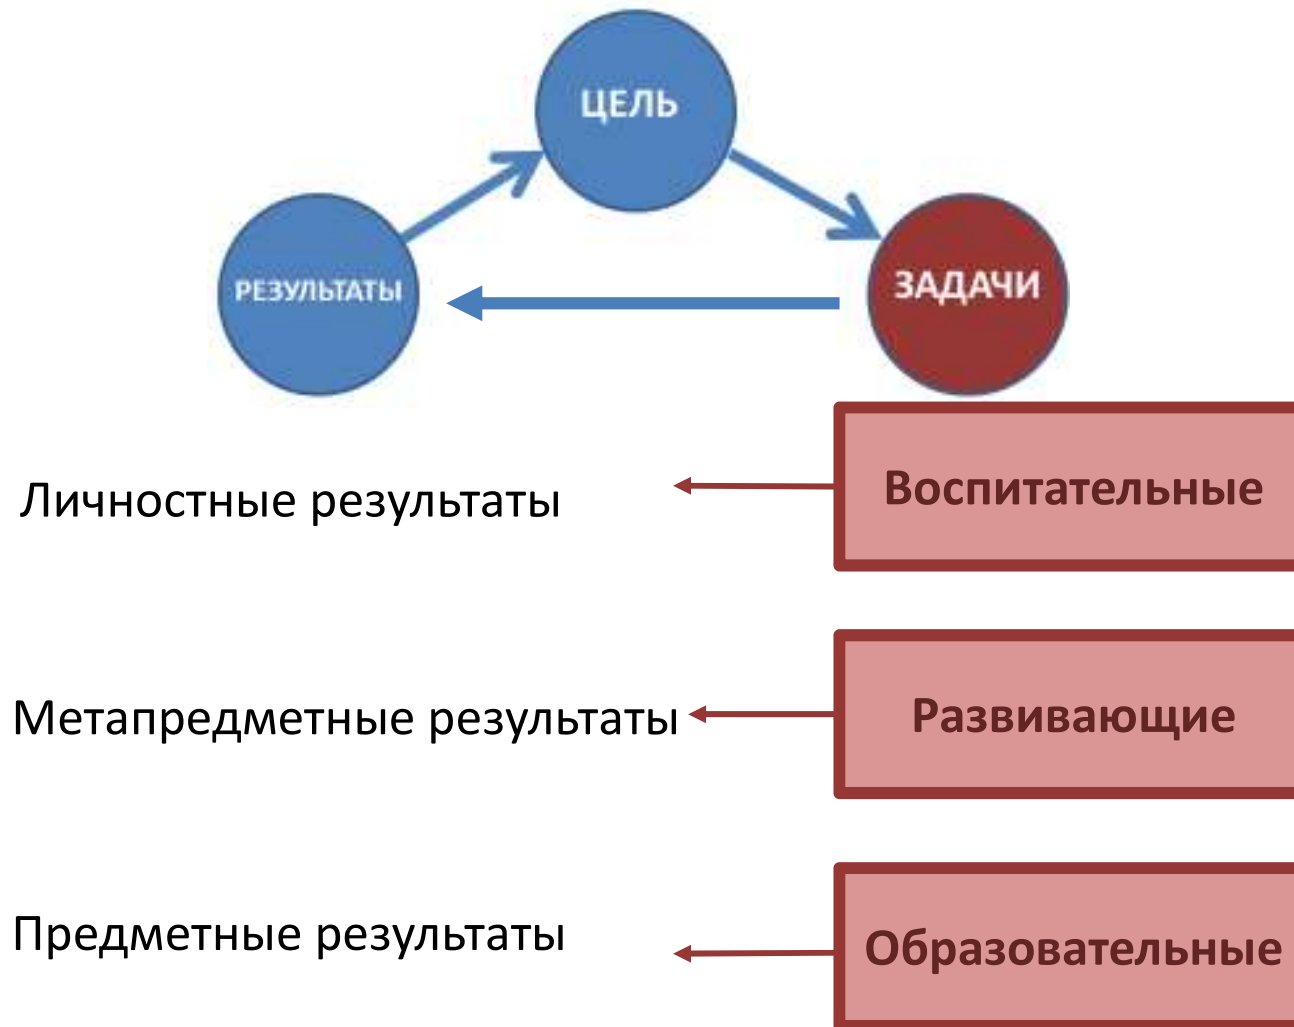 ЦЕЛЬ
РЕЗУЛЬТАТЫ
ЗАДАЧИ
Личностные результаты
Воспитательные
Метапредметные результаты
Развивающие
Предметные результаты
Образовательные